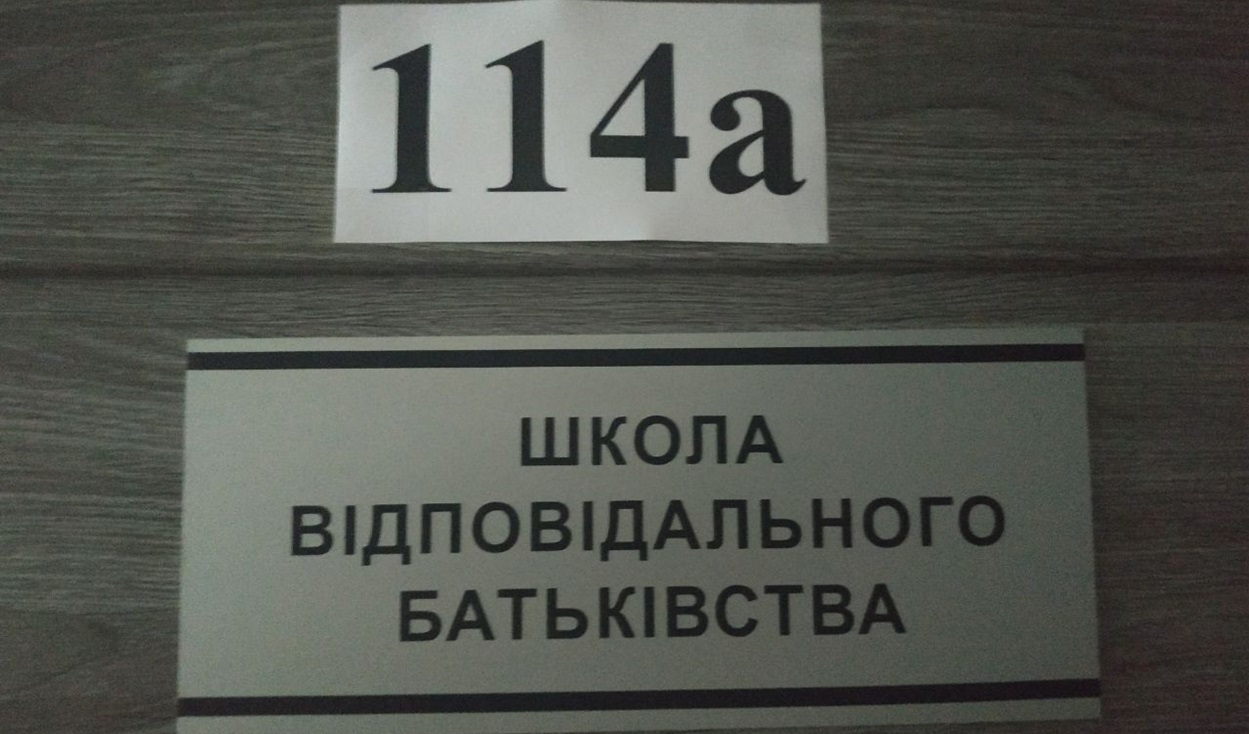 114а
ШКОЛА
ВІДПОВІДАЛЬНОГО
БАТЬКІВСТВА